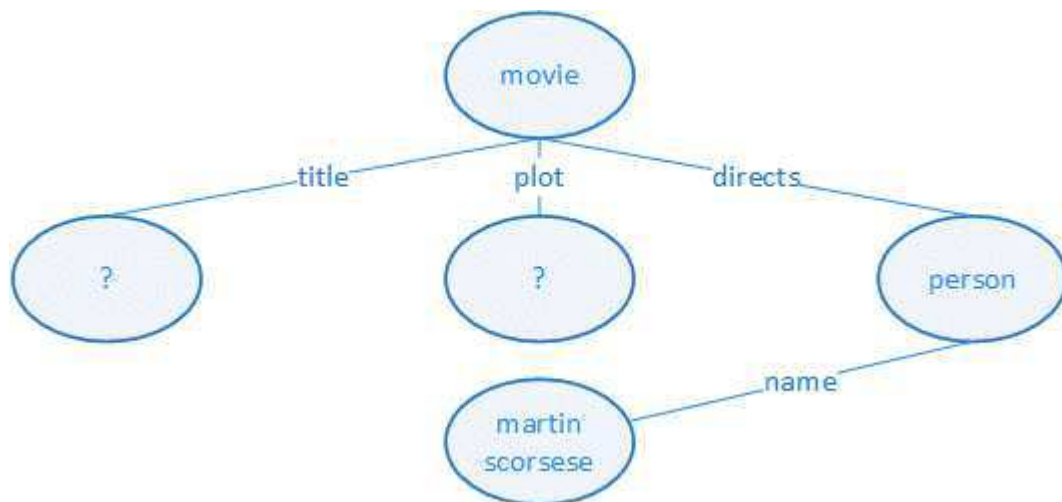 movie
title
plot
directs
?
?
person
name
martin
scorsese